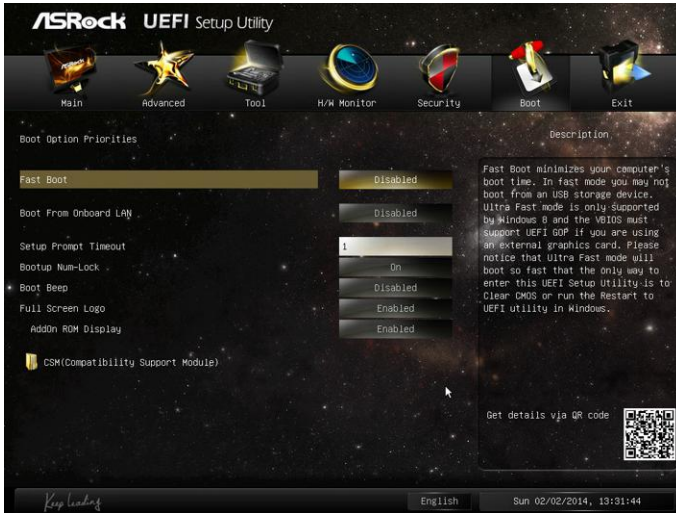 ASRock UEFI Setup Utility
ASRock
Main Advanced Tool H/W Monitor Security Boot Exit
Boot Option Priorities
Fast Boot Disabled
Boot From Onboard LAN Disabled
Setup Prompt Timeout 1
Bootup Num-Lock On
Boot Beep Disabled
Full Screen Logo Enabled
AddOn ROM Display Enabled
CSM(Compatibility Support Module)
Description
Fast Boot minimizes your computer's
boot time. In fast mode you may not
boot from an USB storage device.
Ultra Fast mode is only supported
by Windows 8 and the VBIOS must
support UEFI GOP if you are using
an external graphics card. Please
notice that Ultra Fast mode will
boot so fast that the only way to
enter this UEFI Setup Utility is to
Clear CMOS or run the Restart to
UEFI utility in Windows.
Get details via QR code
Keep Leading
English
Sun 02/02/2014, 13:31:44